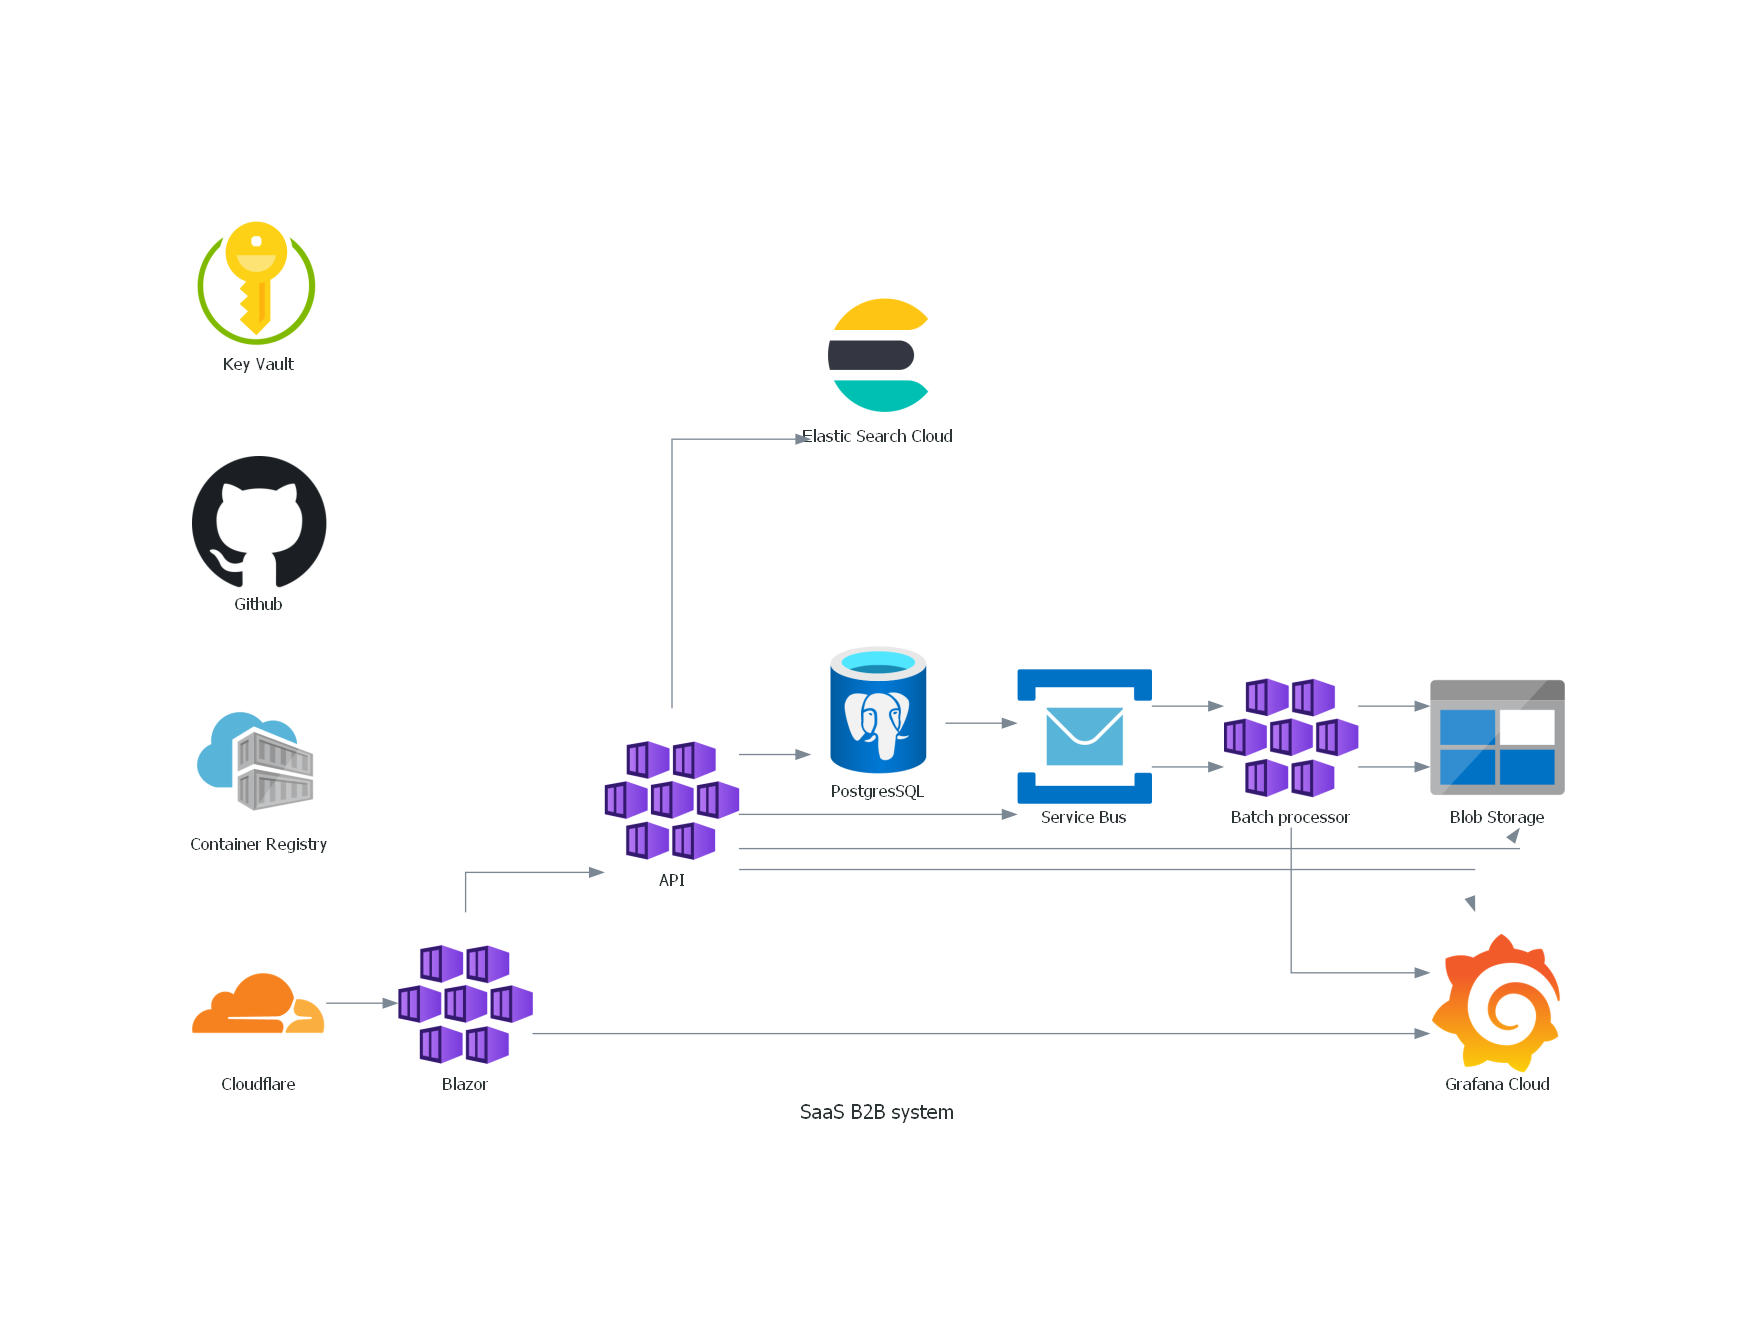 Key Vault
Elastic Search Cloud
Github
PostgresSQL
Service Bus
Batch processor
Blob Storage
Container Registry
API
Cloudflare
Blazor
Grafana Cloud
SaaS B2B system